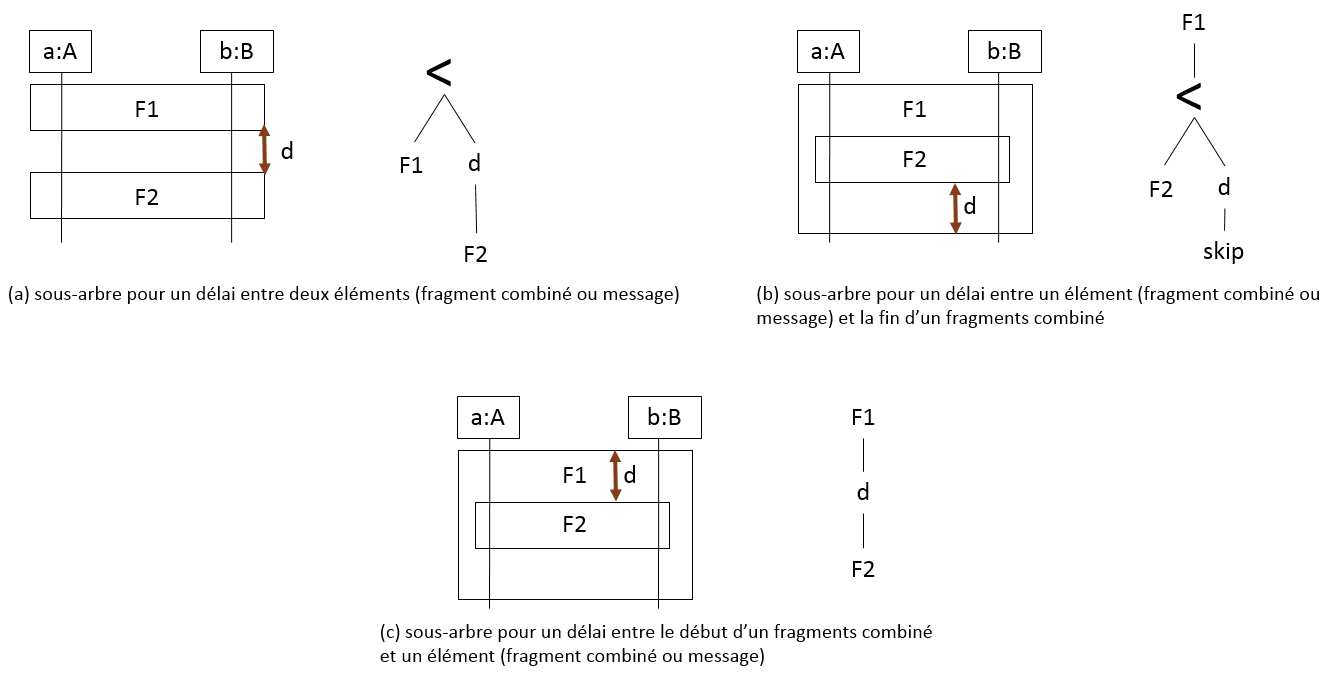 a:A
b:B
F1
d
F2
<
F1
d
F2
(a) sous-arbre pour un délai entre deux éléments (fragment combiné ou message)
a:A
b:B
F1
F2
d
F1
<
F2
d
skip
(b) sous-arbre pour un délai entre un élément (fragment combiné ou
message) et la fin d’un fragments combiné
a:A
b:B
F1
d
F2
F1
d
F2
(c) sous-arbre pour un délai entre le début d’un fragments combiné
et un élément (fragment combiné ou message)